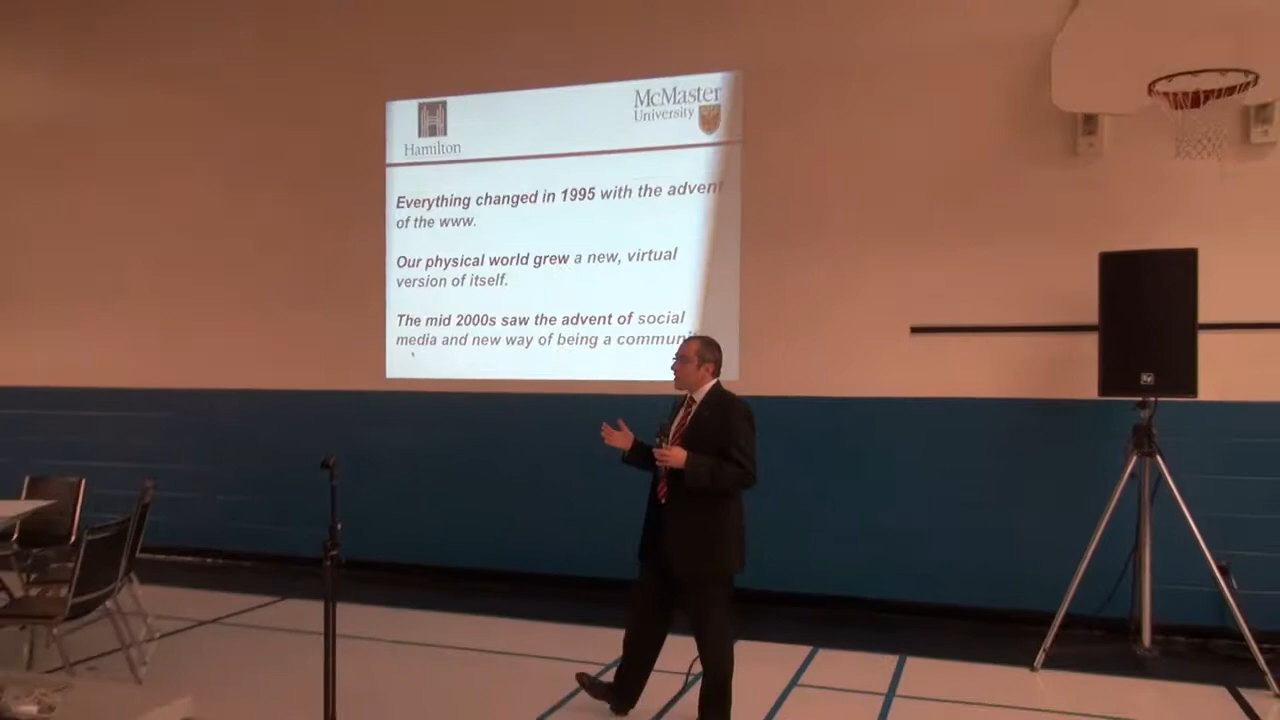 Hamilton
McMaster
University
Everything changed in 1995 with the advent
of the www.
Our physical world grew a new, virtual
version of itself.
The mid 2000s saw the advent of social
media and new way of being a communi